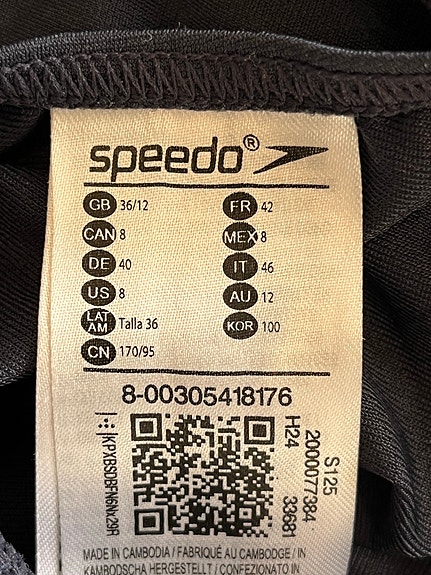 speedo®
GB 36/12
CAN 8
DE 40
US 8
LAT AM Talla 36
CN 170/95
FR 42
MEX 8
IT 46
AU 12
KOR 100
8-00305418176
S125
2000077384
H24 33681
MADE IN CAMBODIA / FABRIQUÉ AU CAMBODGE / IN
KAMBODSCHA HERGESTELLT / CONFEZIONATO IN